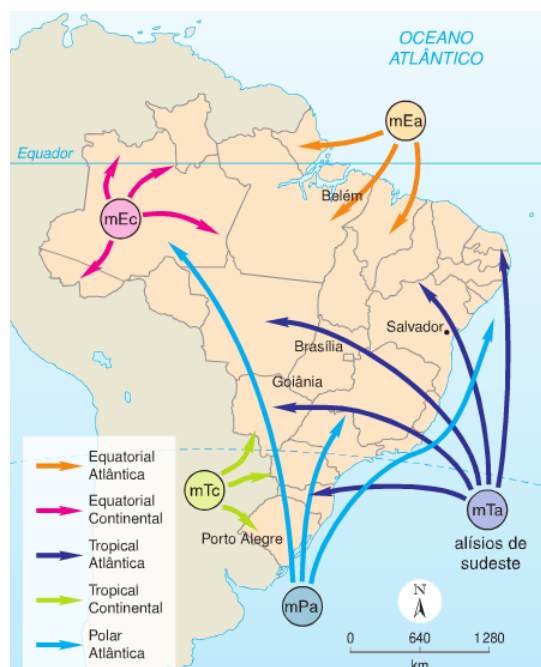 OCEANO
ATLÂNTICO
mEa
Equador
Belém
mEc
Salvador
Brasília
Goiânia
Equatorial
Atlântica
Equatorial
Continental
Tropical
Atlântica
Tropical
Continental
Polar
Atlântica
mTc
Porto Alegre
mTa
alísios de
sudeste
mPa
N
0 640 1 280
km